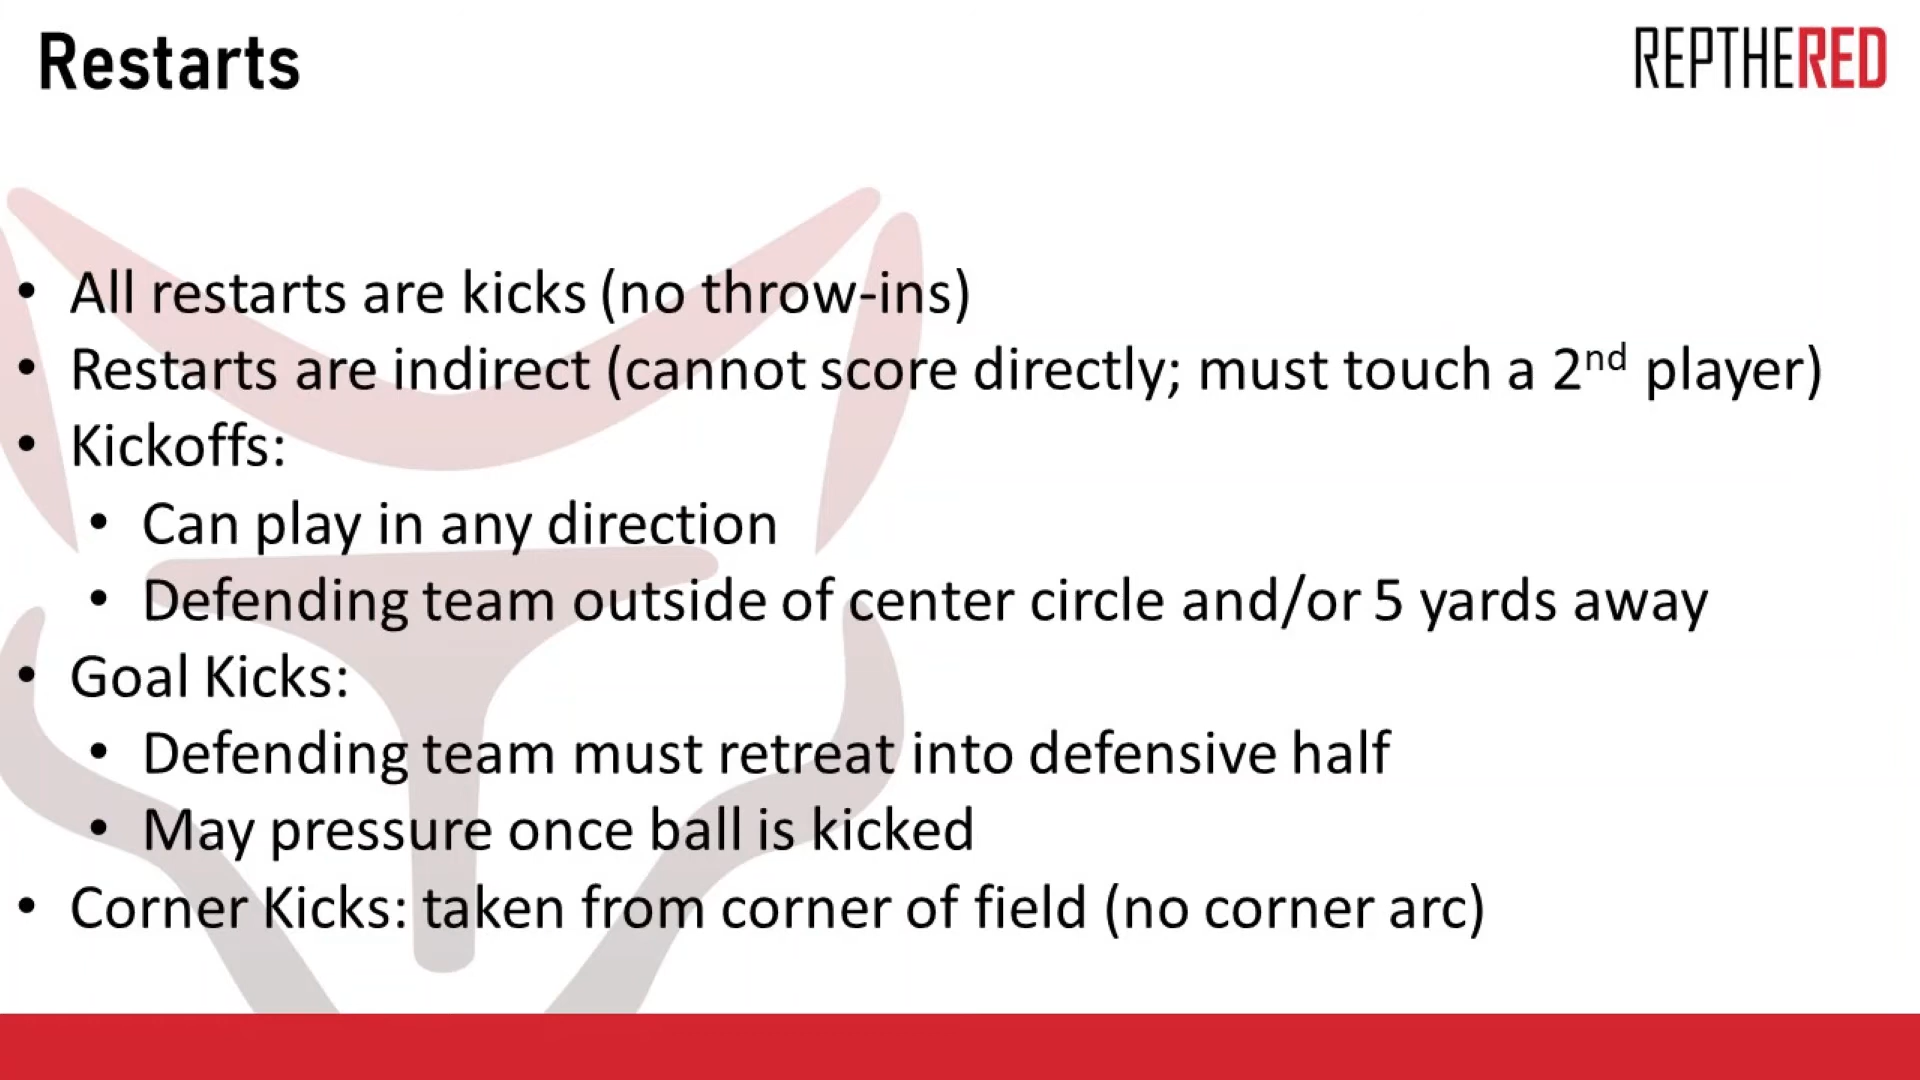 Restarts
REPTHERED
• All restarts are kicks (no throw-ins)
• Restarts are indirect (cannot score directly; must touch a 2nd player)
• Kickoffs:
• Can play in any direction
• Defending team outside of center circle and/or 5 yards away
• Goal Kicks:
• Defending team must retreat into defensive half
• May pressure once ball is kicked
• Corner Kicks: taken from corner of field (no corner arc)